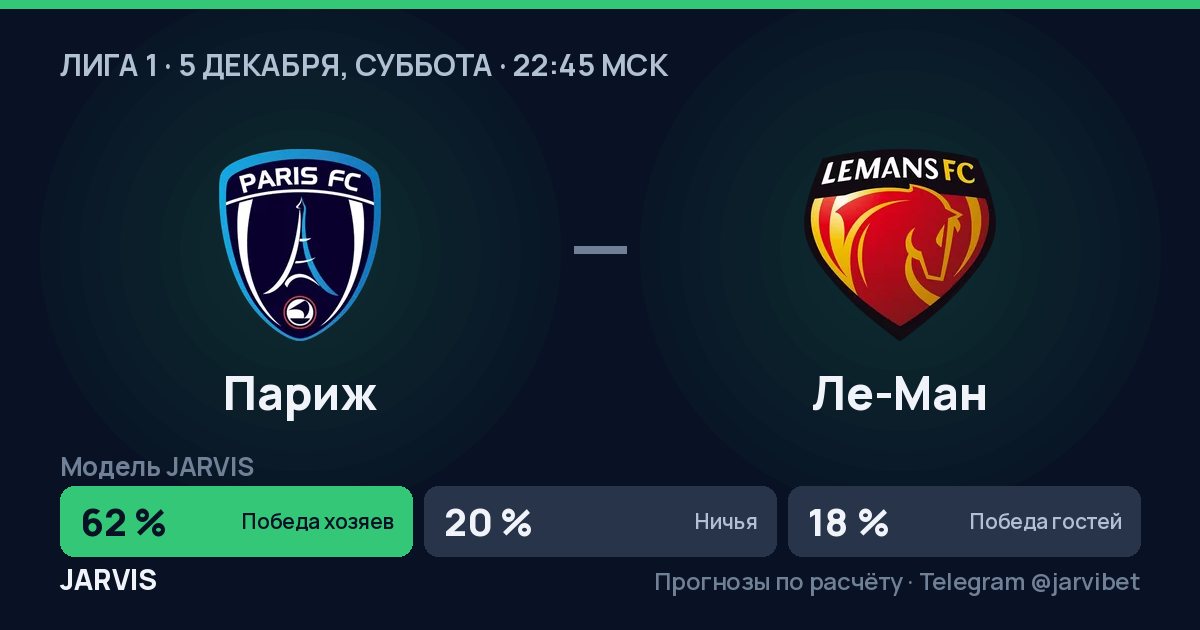 ЛИГА 1 · 5 ДЕКАБРЯ, СУББОТА · 22:45 МСК
PARIS FC
LEMANS FC
Париж
Ле-Ман
Модель JARVIS
62 % Победа хозяев
20 % Ничья
18 % Победа гостей
JARVIS
Прогнозы по расчёту · Telegram @jarvibet